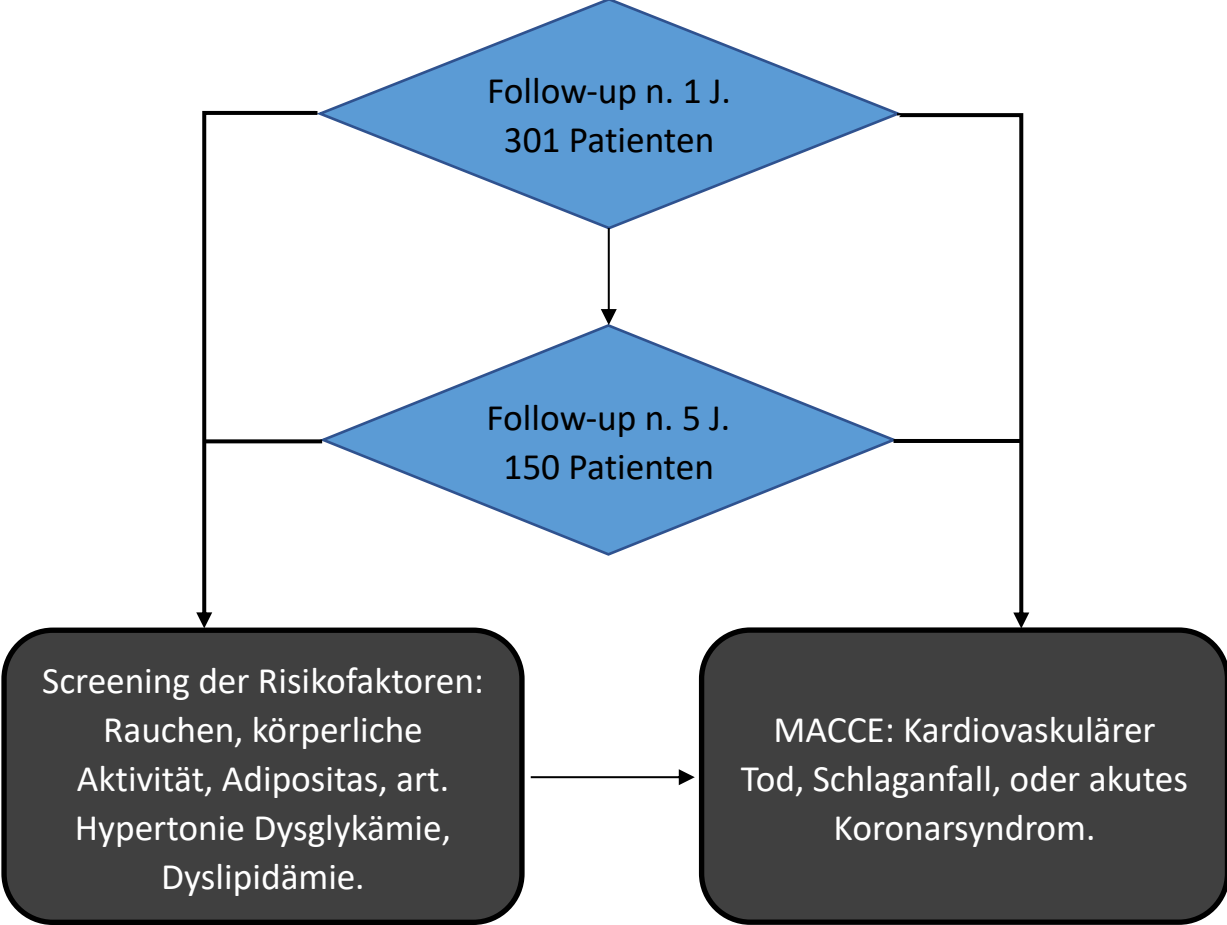 Follow-up n. 1 J.
301 Patienten
Follow-up n. 5 J.
150 Patienten
Screening der Risikofaktoren:
Rauchen, körperliche
Aktivität, Adipositas, art.
Hypertonie Dysglykämie,
Dyslipidämie.
MACCE: Kardiovaskulärer
Tod, Schlaganfall, oder akutes
Koronarsyndrom.